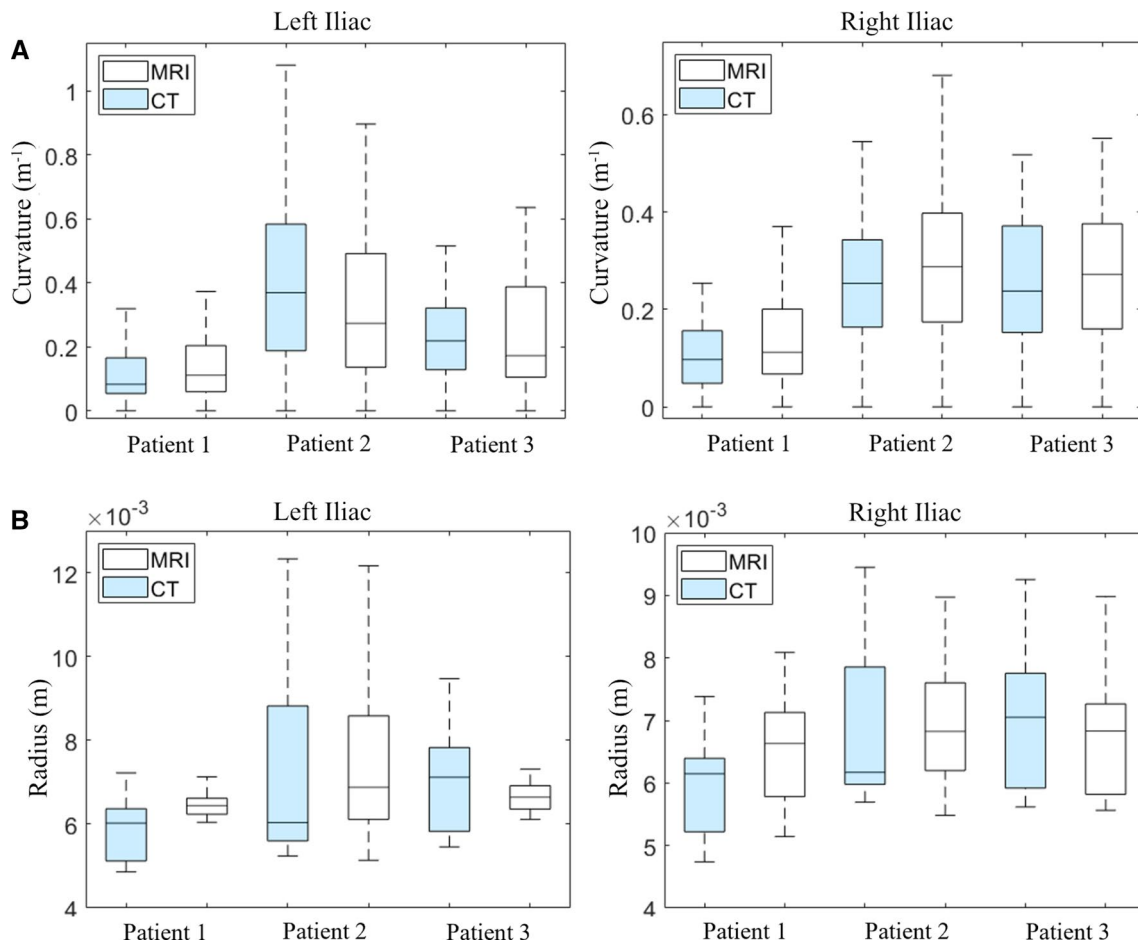 A
Left Iliac
MRI
CT
Curvature (m⁻¹)
1
0.8
0.6
0.4
0.2
0
Patient 1
Patient 2
Patient 3
Right Iliac
MRI
CT
Curvature (m⁻¹)
0.6
0.4
0.2
0
Patient 1
Patient 2
Patient 3
B
×10⁻³
Left Iliac
MRI
CT
Radius (m)
12
10
8
6
4
Patient 1
Patient 2
Patient 3
×10⁻³
Right Iliac
MRI
CT
Radius (m)
10
9
8
7
6
5
4
Patient 1
Patient 2
Patient 3